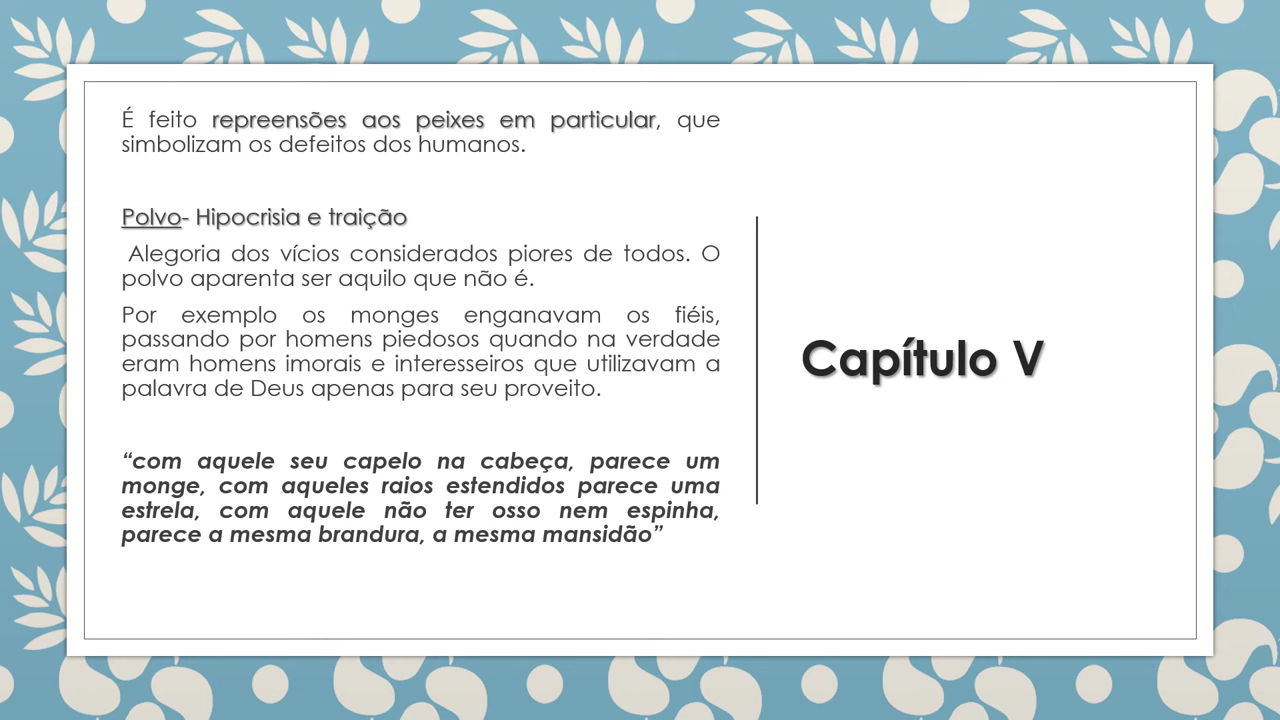 É feito repreensões aos peixes em particular, que
simbolizam os defeitos dos humanos.
Polvo- Hipocrisia e traição
Alegoria dos vícios considerados piores de todos. O
polvo aparenta ser aquilo que não é.
Por exemplo os monges enganavam os fiéis,
passando por homens piedosos quando na verdade
eram homens imorais e interesseiros que utilizavam a
palavra de Deus apenas para seu proveito.
“com aquele seu capelo na cabeça, parece um
monge, com aqueles raios estendidos parece uma
estrela, com aquele não ter osso nem espinha,
parece a mesma brandura, a mesma mansidão”
Capítulo V